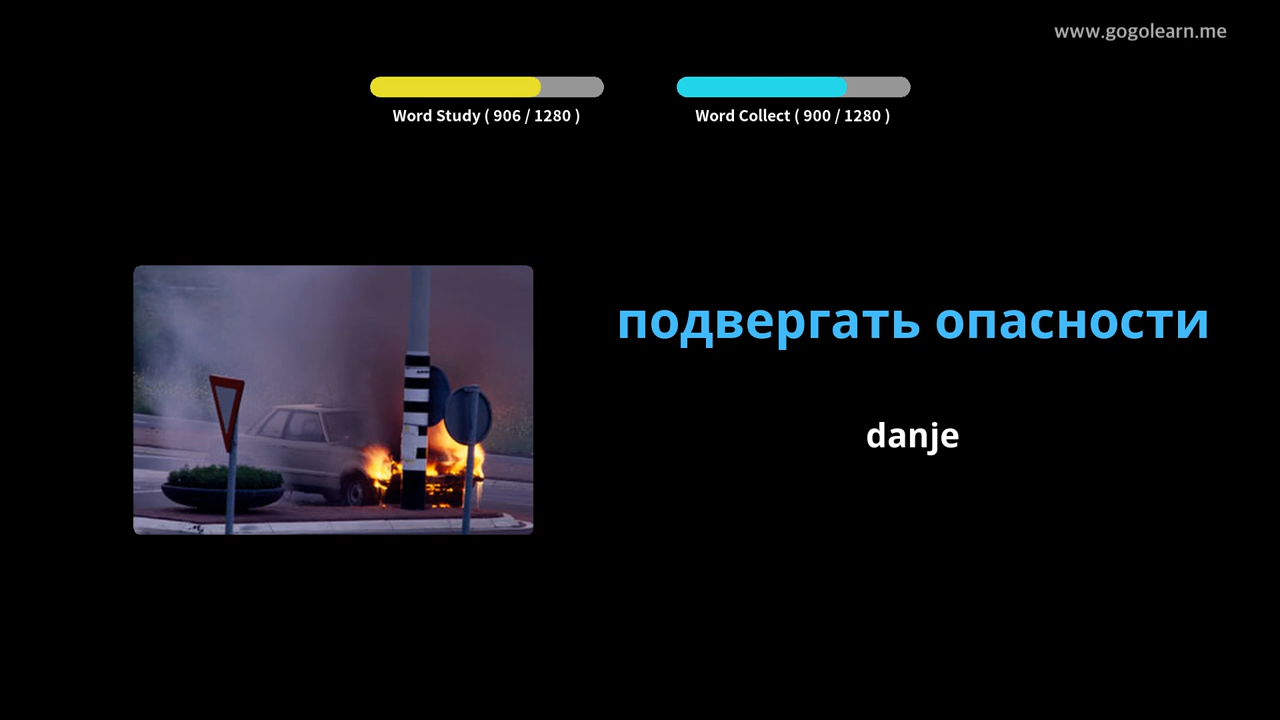 www.gogolearn.me
Word Study ( 906 / 1280 )
Word Collect ( 900 / 1280 )
подвергать опасности
danje